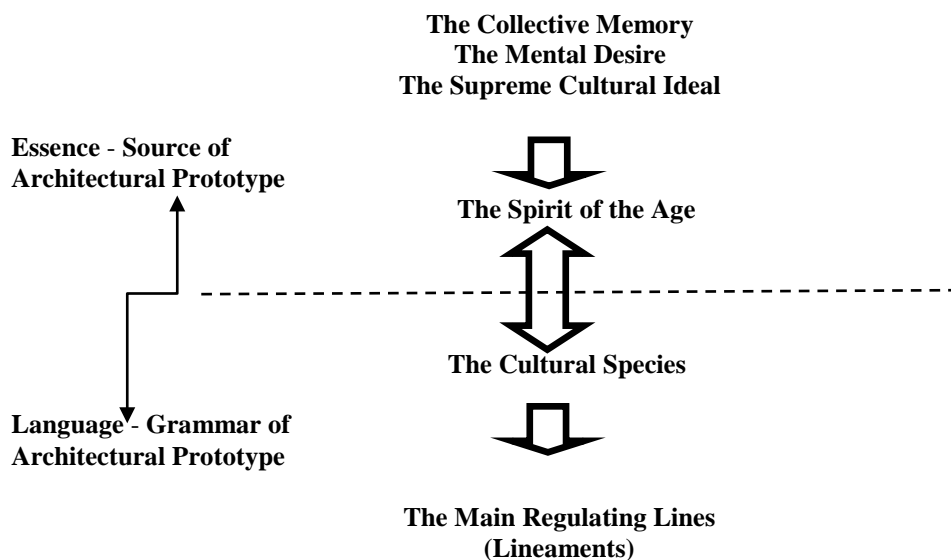 The Collective Memory
The Mental Desire
The Supreme Cultural Ideal
Essence - Source of
Architectural Prototype
The Spirit of the Age
The Cultural Species
Language - Grammar of
Architectural Prototype
The Main Regulating Lines
(Lineaments)